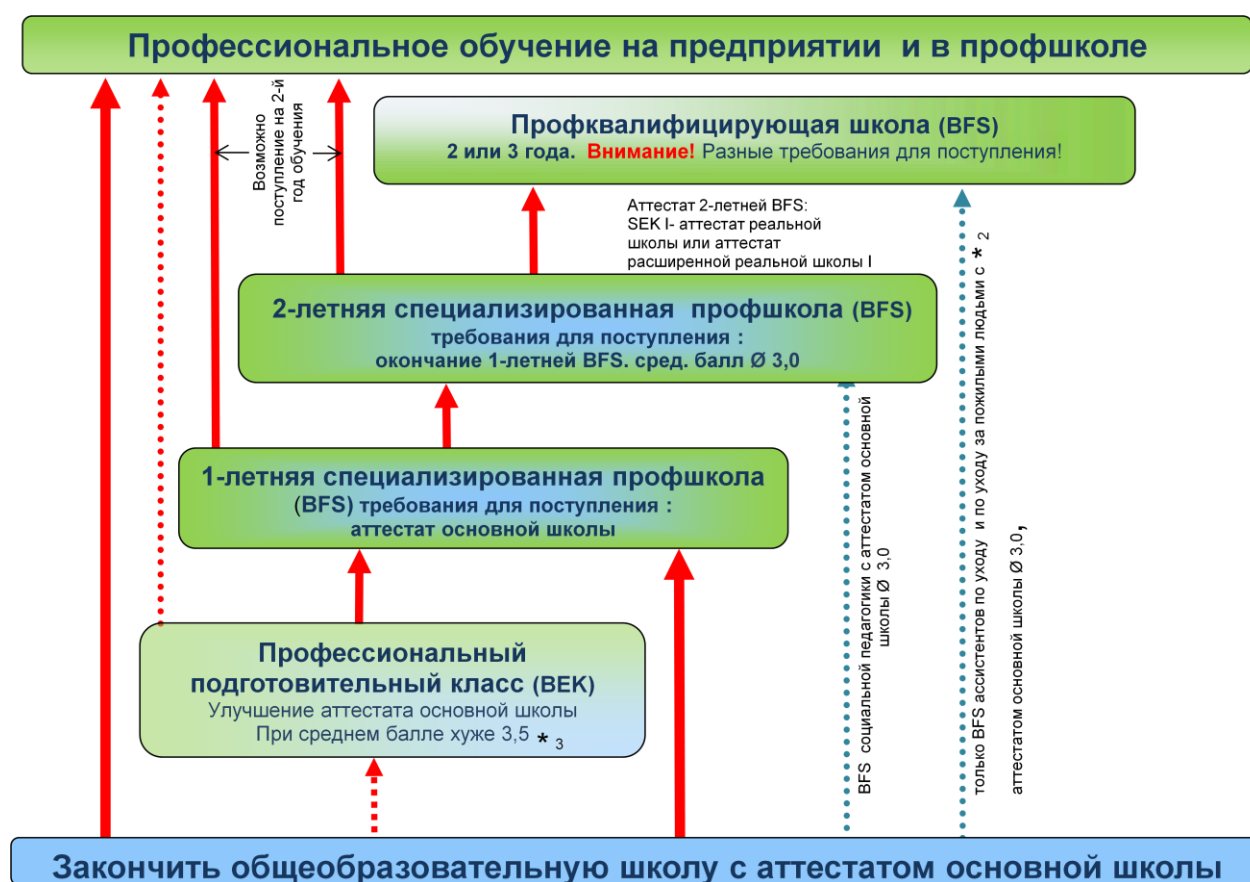 Профессиональное обучение на предприятии и в профшколе
Возможно
поступление на 2-й
год обучения
Профквалифицирующая школа (BFS)
2 или 3 года. Внимание! Разные требования для поступления!
Аттестат 2-летней BFS:
SEK I- аттестат реальной
школы или аттестат
расширенной реальной школы I
2-летняя специализированная профшкола (BFS)
требования для поступления :
окончание 1-летней BFS. сред. балл Ø 3,0
1-летняя специализированная профшкола
(BFS) требования для поступления :
аттестат основной школы
BFS социальной педагогики с аттестатом основной
школы Ø 3,0
только BFS ассистентов по уходу и по уходу за пожилыми людьми с * 2
аттестатом основной школы Ø 3,0,
Профессиональный
подготовительный класс (BEK)
Улучшение аттестата основной школы
При среднем балле хуже 3,5 * 3
Закончить общеобразовательную школу с аттестатом основной школы